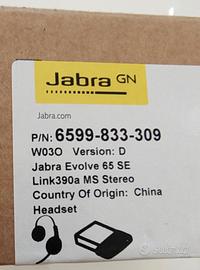 Jabra GN
Jabra.com
P/N: 6599-833-309
W03O Version: D
Jabra Evolve 65 SE
Link390a MS Stereo
Country Of Origin: China
Headset